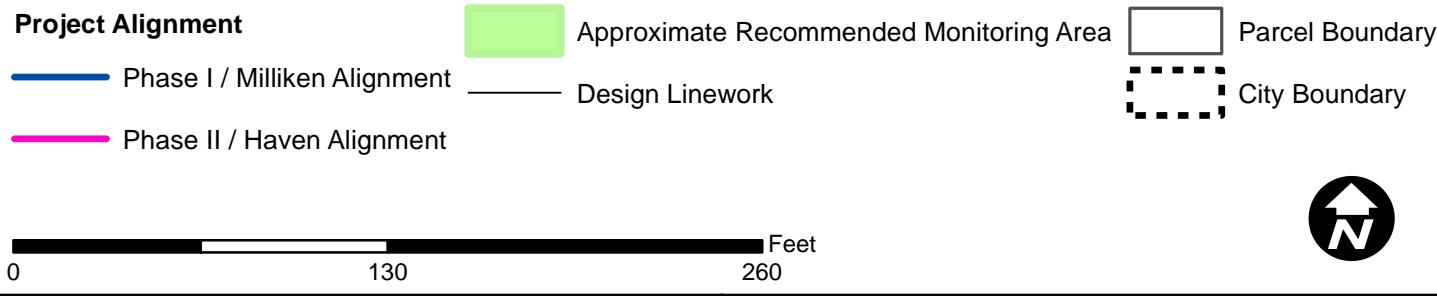 Project Alignment
Phase I / Milliken Alignment
Phase II / Haven Alignment
Approximate Recommended Monitoring Area
Design Linework
Parcel Boundary
City Boundary
Feet
0 130 260
N